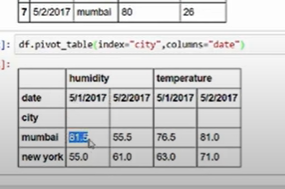 7 5/2/2017 mumbai 80 26
]: df.pivot_table(index="city",columns="date")
]:
humidity temperature
date 5/1/2017 5/2/2017 5/1/2017 5/2/2017
city
mumbai 81.5 55.5 76.5 81.0
new york 55.0 61.0 63.0 71.0